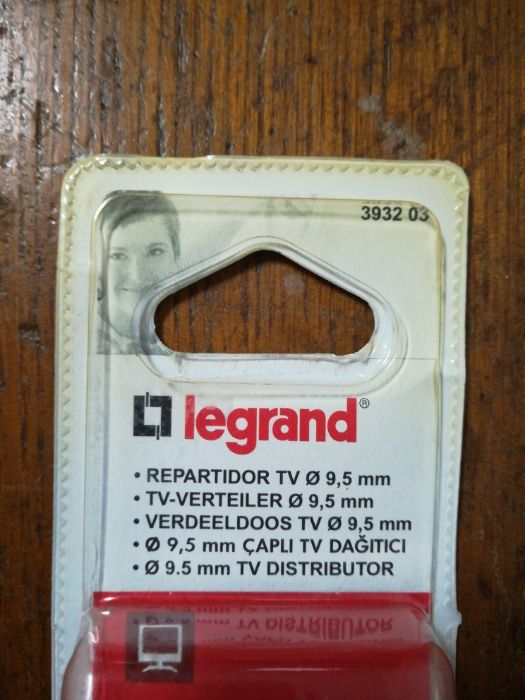 3932 03
legrand®
• REPARTIDOR TV Ø 9,5 mm
• TV-VERTEILER Ø 9,5 mm
• VERDEELDOOS TV Ø 9,5 mm
• Ø 9,5 mm ÇAPLI TV DAĞITICI
• Ø 9.5 mm TV DISTRIBUTOR